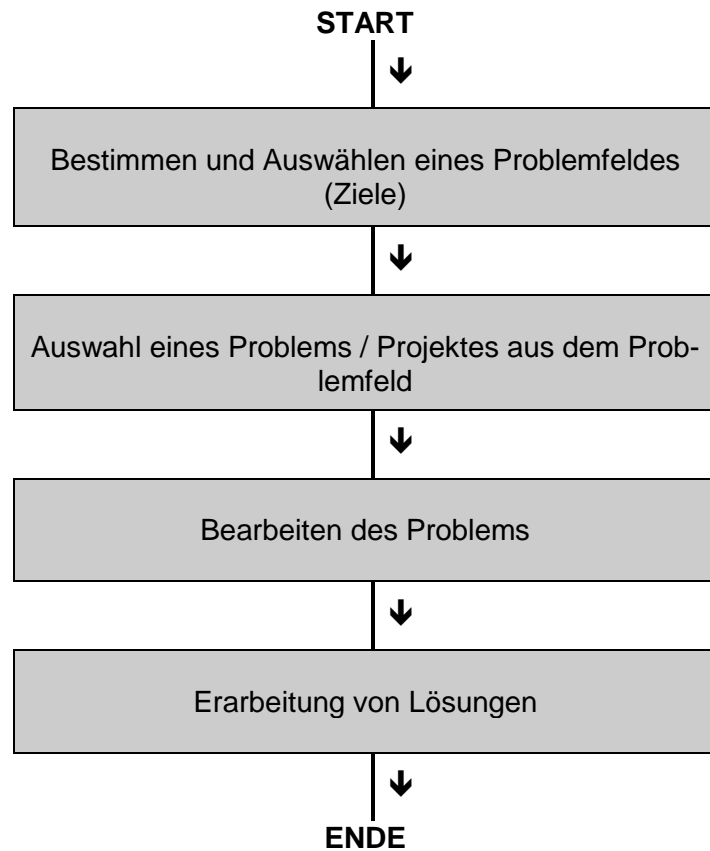 START
Bestimmen und Auswählen eines Problemfeldes
(Ziele)
Auswahl eines Problems / Projektes aus dem Prob-
lemfeld
Bearbeiten des Problems
Erarbeitung von Lösungen
ENDE